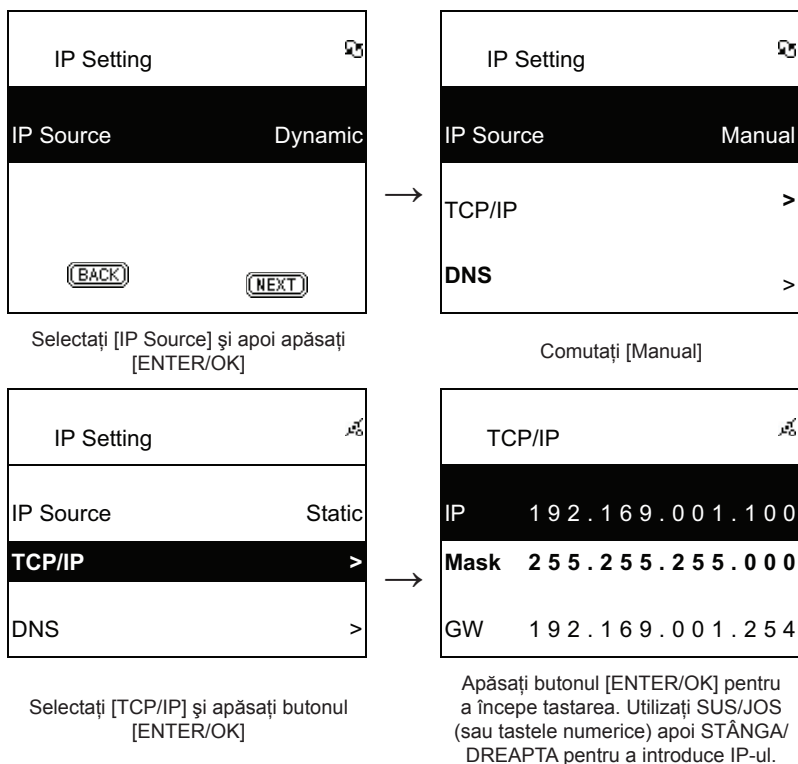 IP Setting
IP Source Dynamic
BACK NEXT
Selectați [IP Source] şi apoi apăsați
[ENTER/OK]
→
IP Setting
IP Source Manual
TCP/IP >
DNS >
Comutați [Manual]
IP Setting
IP Source Static
TCP/IP >
DNS >
Selectați [TCP/IP] şi apăsați butonul
[ENTER/OK]
→
TCP/IP
IP 192.169.001.100
Mask 255.255.255.000
GW 192.169.001.254
Apăsați butonul [ENTER/OK] pentru
a începe tastarea. Utilizați SUS/JOS
(sau tastele numerice) apoi STÂNGA/
DREAPTA pentru a introduce IP-ul.